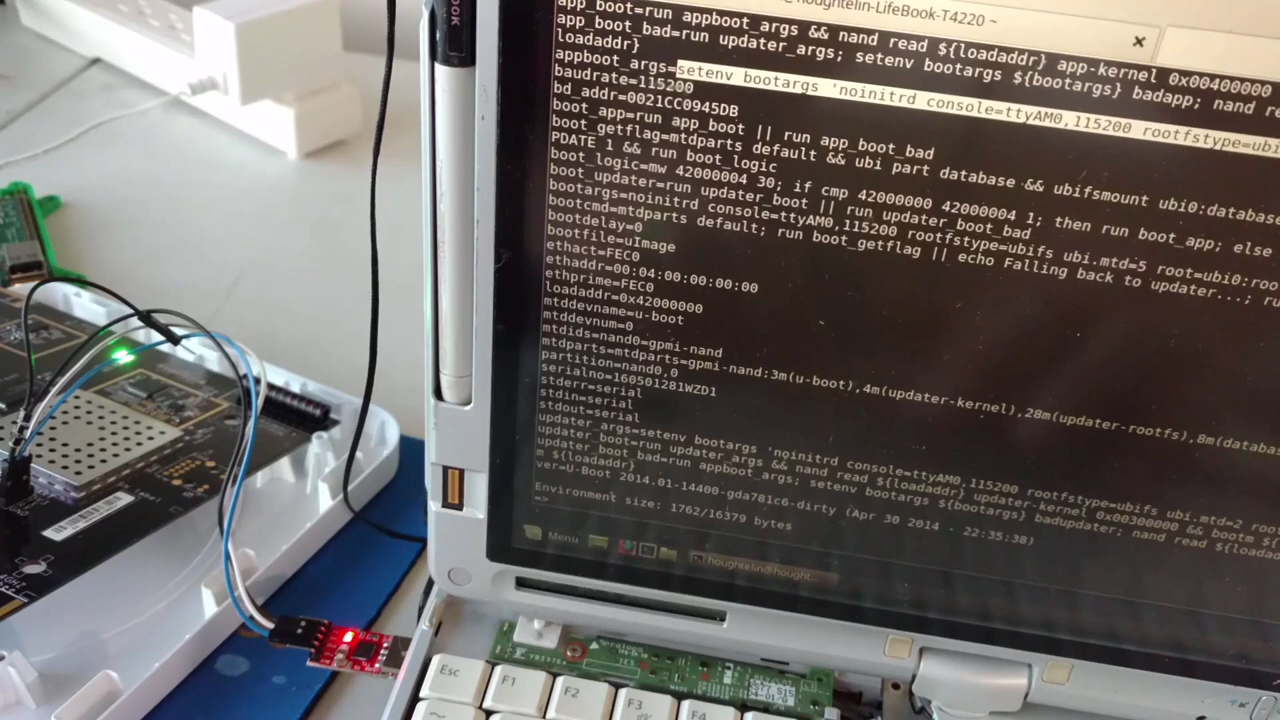 BOOK
@houghtelin-LifeBook-T4220 ~
app_boot=run appboot_args && nand read ${loadaddr} app-kernel 0x00400000
app_boot_bad=run updater_args; setenv bootargs ${bootargs} badapp; nand re
loadaddr}
appboot_args=setenv bootargs 'noinitrd console=ttyAM0,115200 rootfstype=ubi
baudrate=115200
bd_addr=0021CC0945DB
boot_app=run app_boot || run app_boot_bad
boot_getflag=mtdparts default && ubi part database && ubifsmount ubi0:database
PDATE 1 && run boot_logic
boot_logic=mw 42000004 30; if cmp 42000000 42000004 1; then run boot_app; else
boot_updater=run updater_boot || run updater_boot_bad
bootargs=noinitrd console=ttyAM0,115200 rootfstype=ubifs ubi.mtd=5 root=ubi0:roo
bootcmd=mtdparts default; run boot_getflag || echo Falling back to updater...; ru
bootdelay=0
bootfile=uImage
ethact=FEC0
ethaddr=00:04:00:00:00:00
ethprime=FEC0
loadaddr=0x42000000
mtddevname=u-boot
mtddevnum=0
mtdids=nand0=gpmi-nand
mtdparts=mtdparts=gpmi-nand:3m(u-boot),4m(updater-kernel),28m(updater-rootfs),8m(databas
partition=nand0,0
serialno=160501281WZD1
stderr=serial
stdin=serial
stdout=serial
updater_args=setenv bootargs 'noinitrd console=ttyAM0,115200 rootfstype=ubifs ubi.mtd=2 roo
updater_boot=run updater_args && nand read ${loadaddr} updater-kernel 0x00300000 && bootm ${
updater_boot_bad=run appboot_args; setenv bootargs ${bootargs} badupdater; nand read ${loada
m ${loadaddr}
ver=U-Boot 2014.01-14400-gda781c6-dirty (Apr 30 2014 - 22:35:38)
Environment size: 1762/16379 bytes
=>
Menu
houghtelin@hought...
Esc
F1
F2
F3
F4